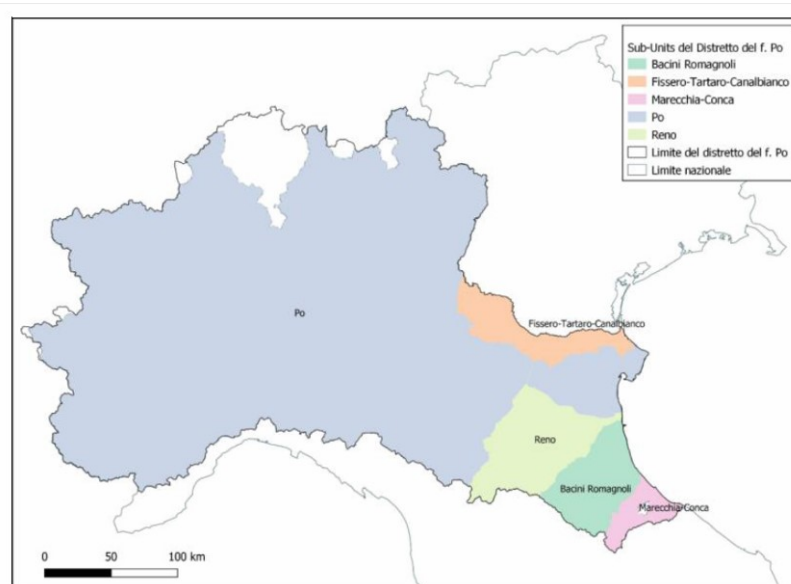 Sub-Units del Distretto del f. Po
Bacini Romagnoli
Fissero-Tartaro-Canalbianco
Marecchia-Conca
Po
Reno
Limite del distretto del f. Po
Limite nazionale
Po
Fissero-Tartaro-Canalbianco
Reno
Bacini Romagnoli
Marecchia-Conca
0 50 100 km